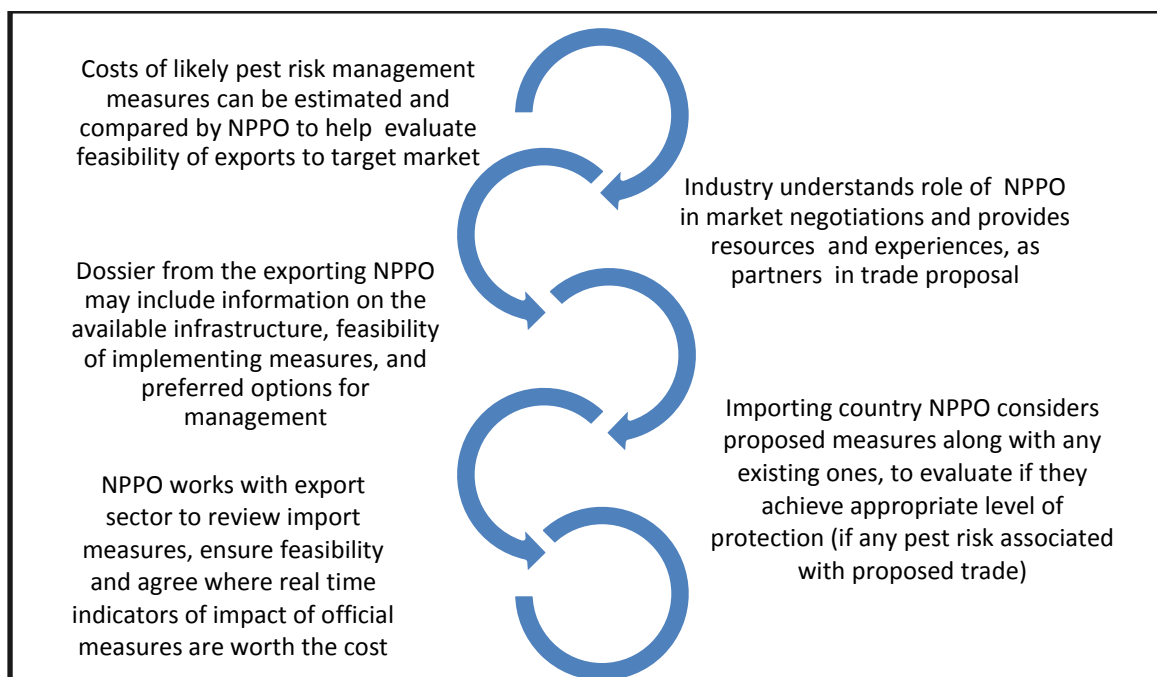 Costs of likely pest risk management
measures can be estimated and
compared by NPPO to help evaluate
feasibility of exports to target market
Industry understands role of NPPO
in market negotiations and provides
resources and experiences, as
partners in trade proposal
Dossier from the exporting NPPO
may include information on the
available infrastructure, feasibility
of implementing measures, and
preferred options for
management
Importing country NPPO considers
proposed measures along with any
existing ones, to evaluate if they
achieve appropriate level of
protection (if any pest risk associated
with proposed trade)
NPPO works with export
sector to review import
measures, ensure feasibility
and agree where real time
indicators of impact of official
measures are worth the cost